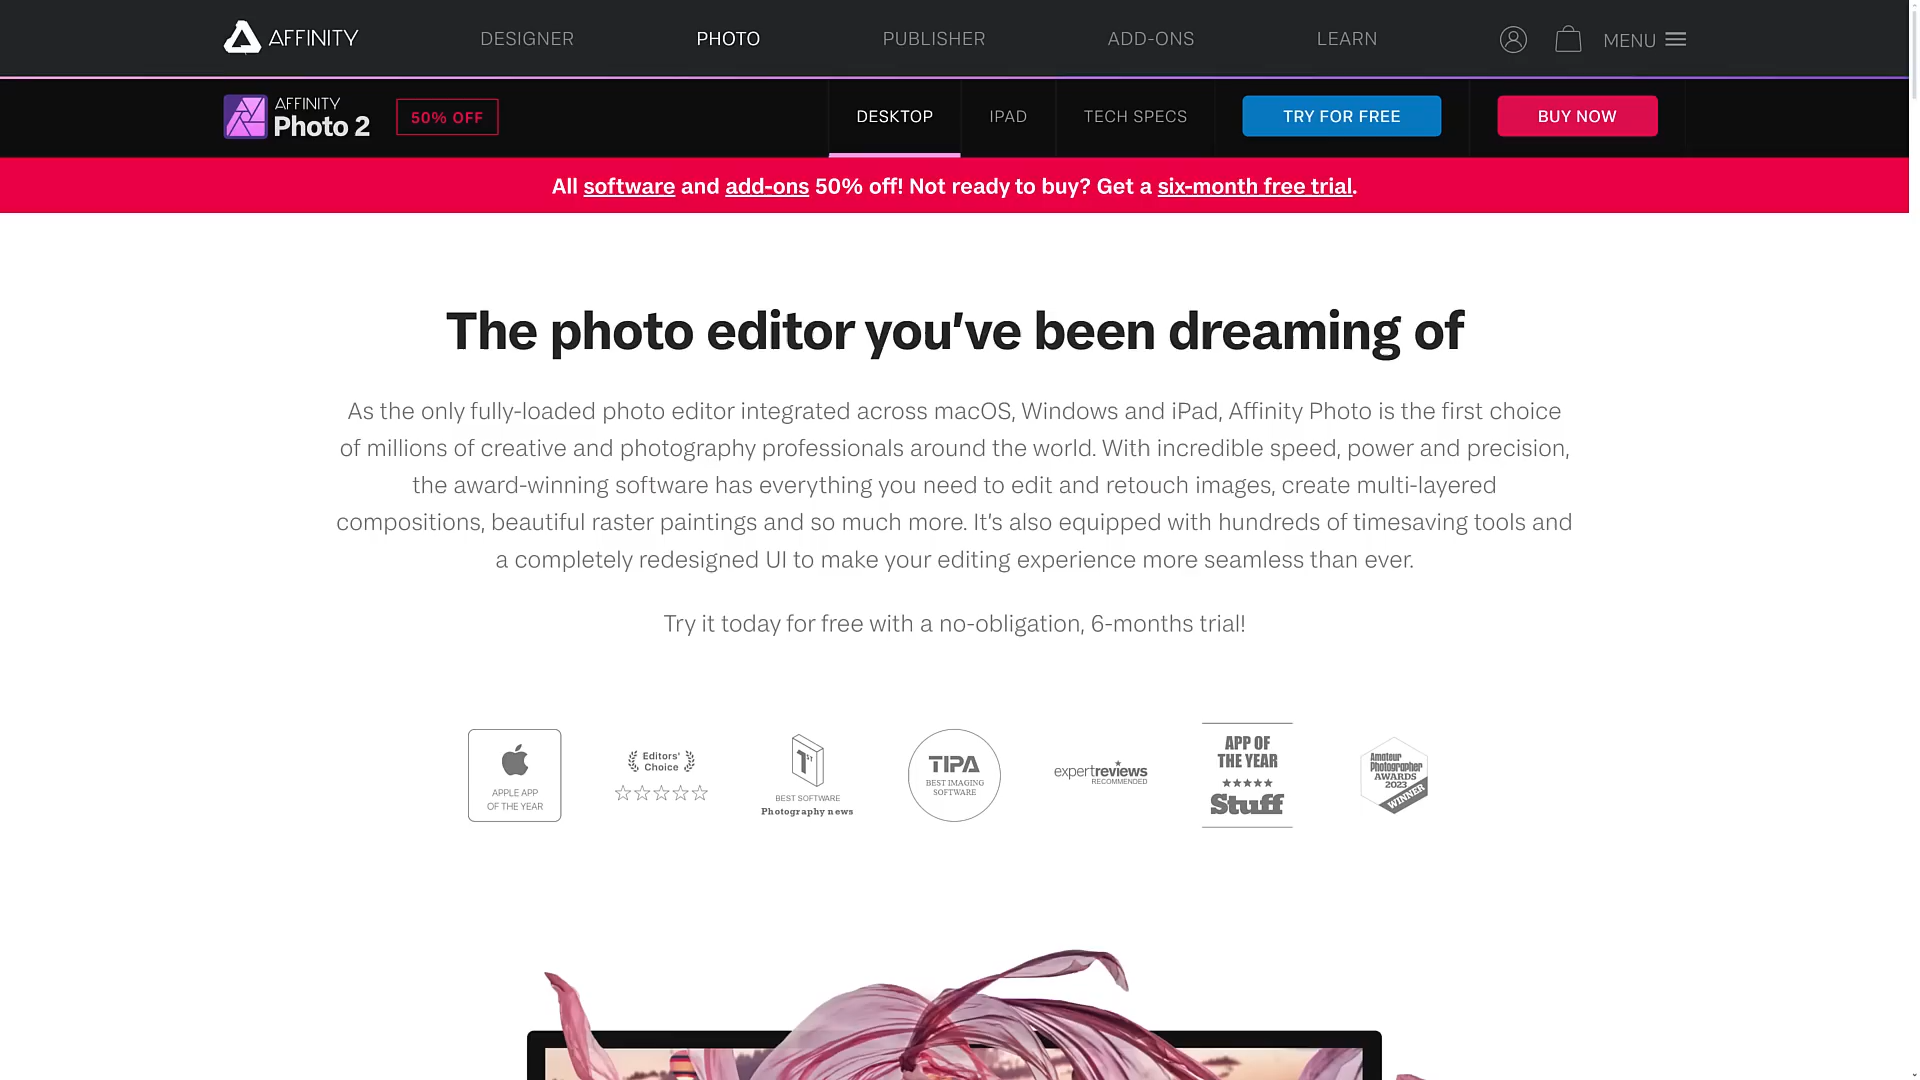 AFFINITY
DESIGNER
PHOTO
PUBLISHER
ADD-ONS
LEARN
MENU
AFFINITY
Photo 2
50% OFF
DESKTOP
IPAD
TECH SPECS
TRY FOR FREE
BUY NOW
All software and add-ons 50% off! Not ready to buy? Get a six-month free trial.
The photo editor you’ve been dreaming of
As the only fully-loaded photo editor integrated across macOS, Windows and iPad, Affinity Photo is the first choice
of millions of creative and photography professionals around the world. With incredible speed, power and precision,
the award-winning software has everything you need to edit and retouch images, create multi-layered
compositions, beautiful raster paintings and so much more. It’s also equipped with hundreds of timesaving tools and
a completely redesigned UI to make your editing experience more seamless than ever.
Try it today for free with a no-obligation, 6-months trial!
APPLE APP
OF THE YEAR
Editors'
Choice
1ST
BEST SOFTWARE
Photography news
TIPA
BEST IMAGING
SOFTWARE
expertreviews
RECOMMENDED
APP OF
THE YEAR
Stuff
Amateur
Photographer
AWARDS
2023
WINNER